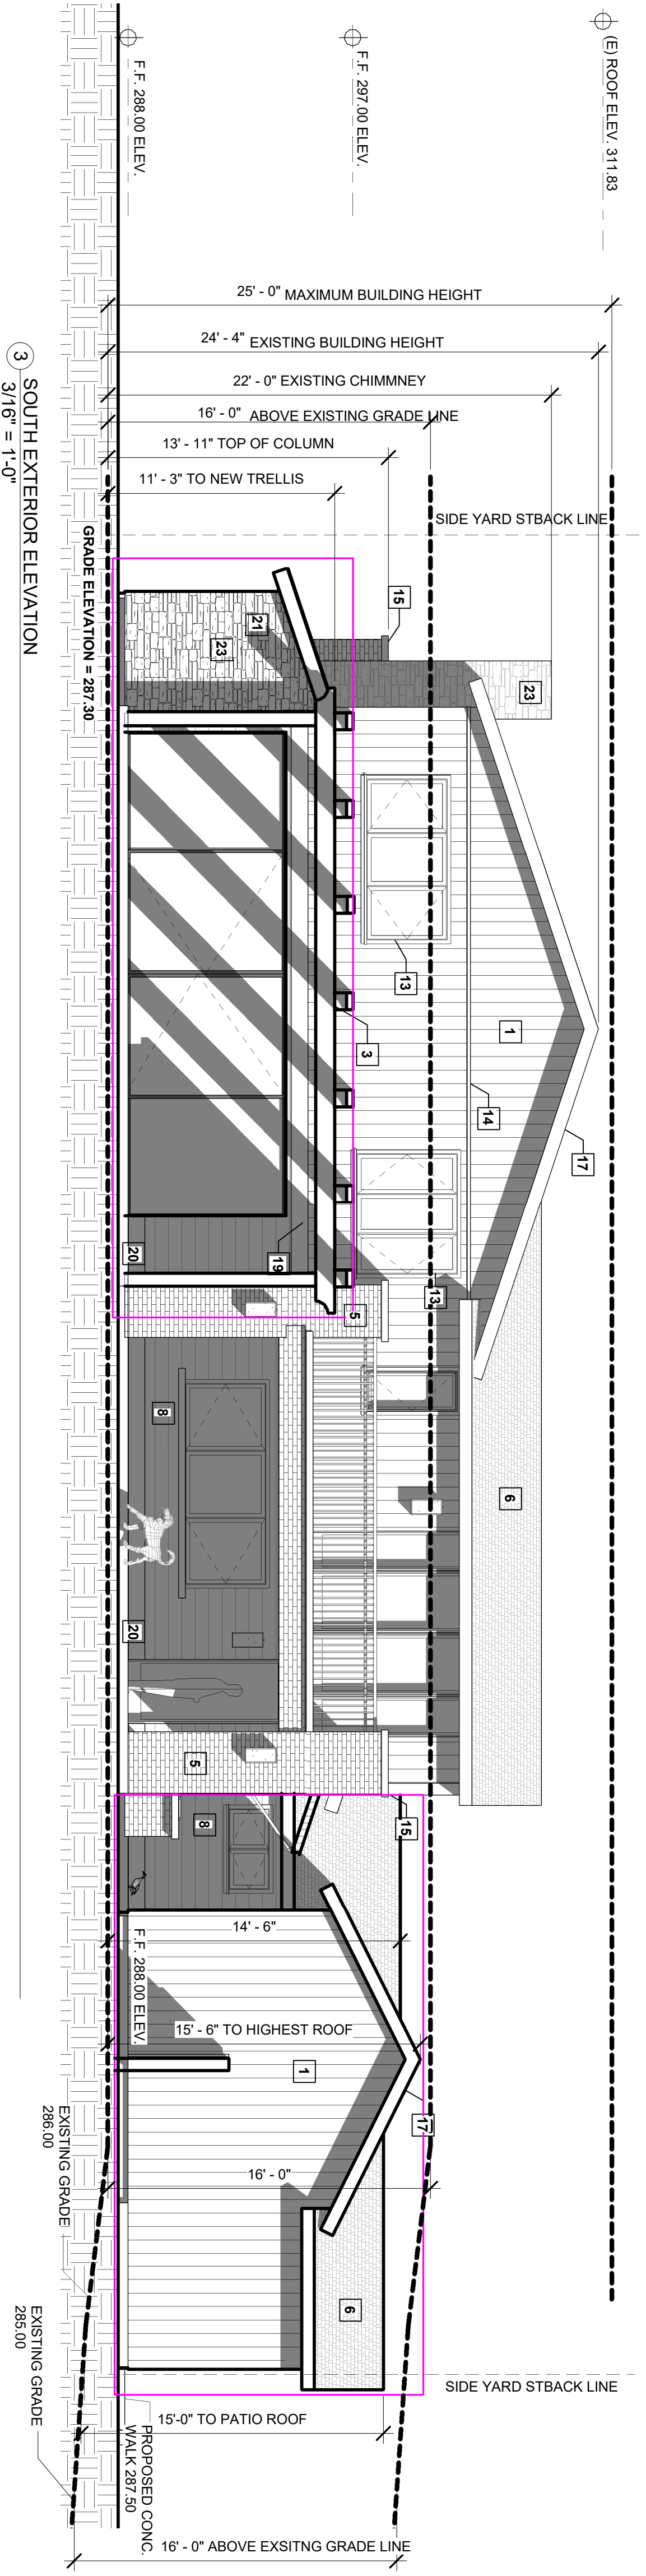 (E) ROOF ELEV. 311.83
F.F. 297.00 ELEV.
F.F. 288.00 ELEV.
25' - 0" MAXIMUM BUILDING HEIGHT
24' - 4" EXISTING BUILDING HEIGHT
22' - 0" EXISTING CHIMMNEY
16' - 0" ABOVE EXISTING GRADE LINE
13' - 11" TOP OF COLUMN
11' - 3" TO NEW TRELLIS
SIDE YARD STBACK LINE
GRADE ELEVATION = 287.30
15
23
21
23
13
1
3
14
17
13
19
20
5
6
8
20
5
15
8
14' - 6"
F.F. 288.00 ELEV.
15' - 6" TO HIGHEST ROOF
1
17
16' - 0"
6
EXISTING GRADE
286.00
EXISTING GRADE
285.00
SIDE YARD STBACK LINE
15'-0" TO PATIO ROOF
PROPOSED CONC.
WALK 287.50
16' - 0" ABOVE EXSITNG GRADE LINE
3
SOUTH EXTERIOR ELEVATION
3/16" = 1'-0"